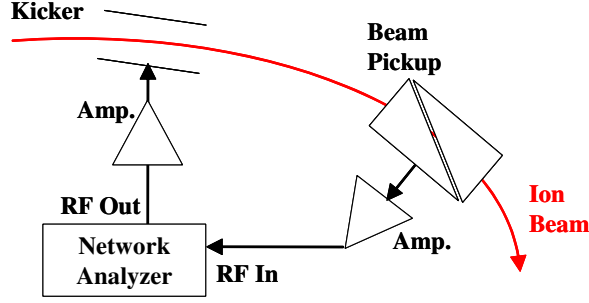 Kicker
Beam
Pickup
Amp.
RF Out
Ion
Beam
Network
Analyzer
RF In
Amp.